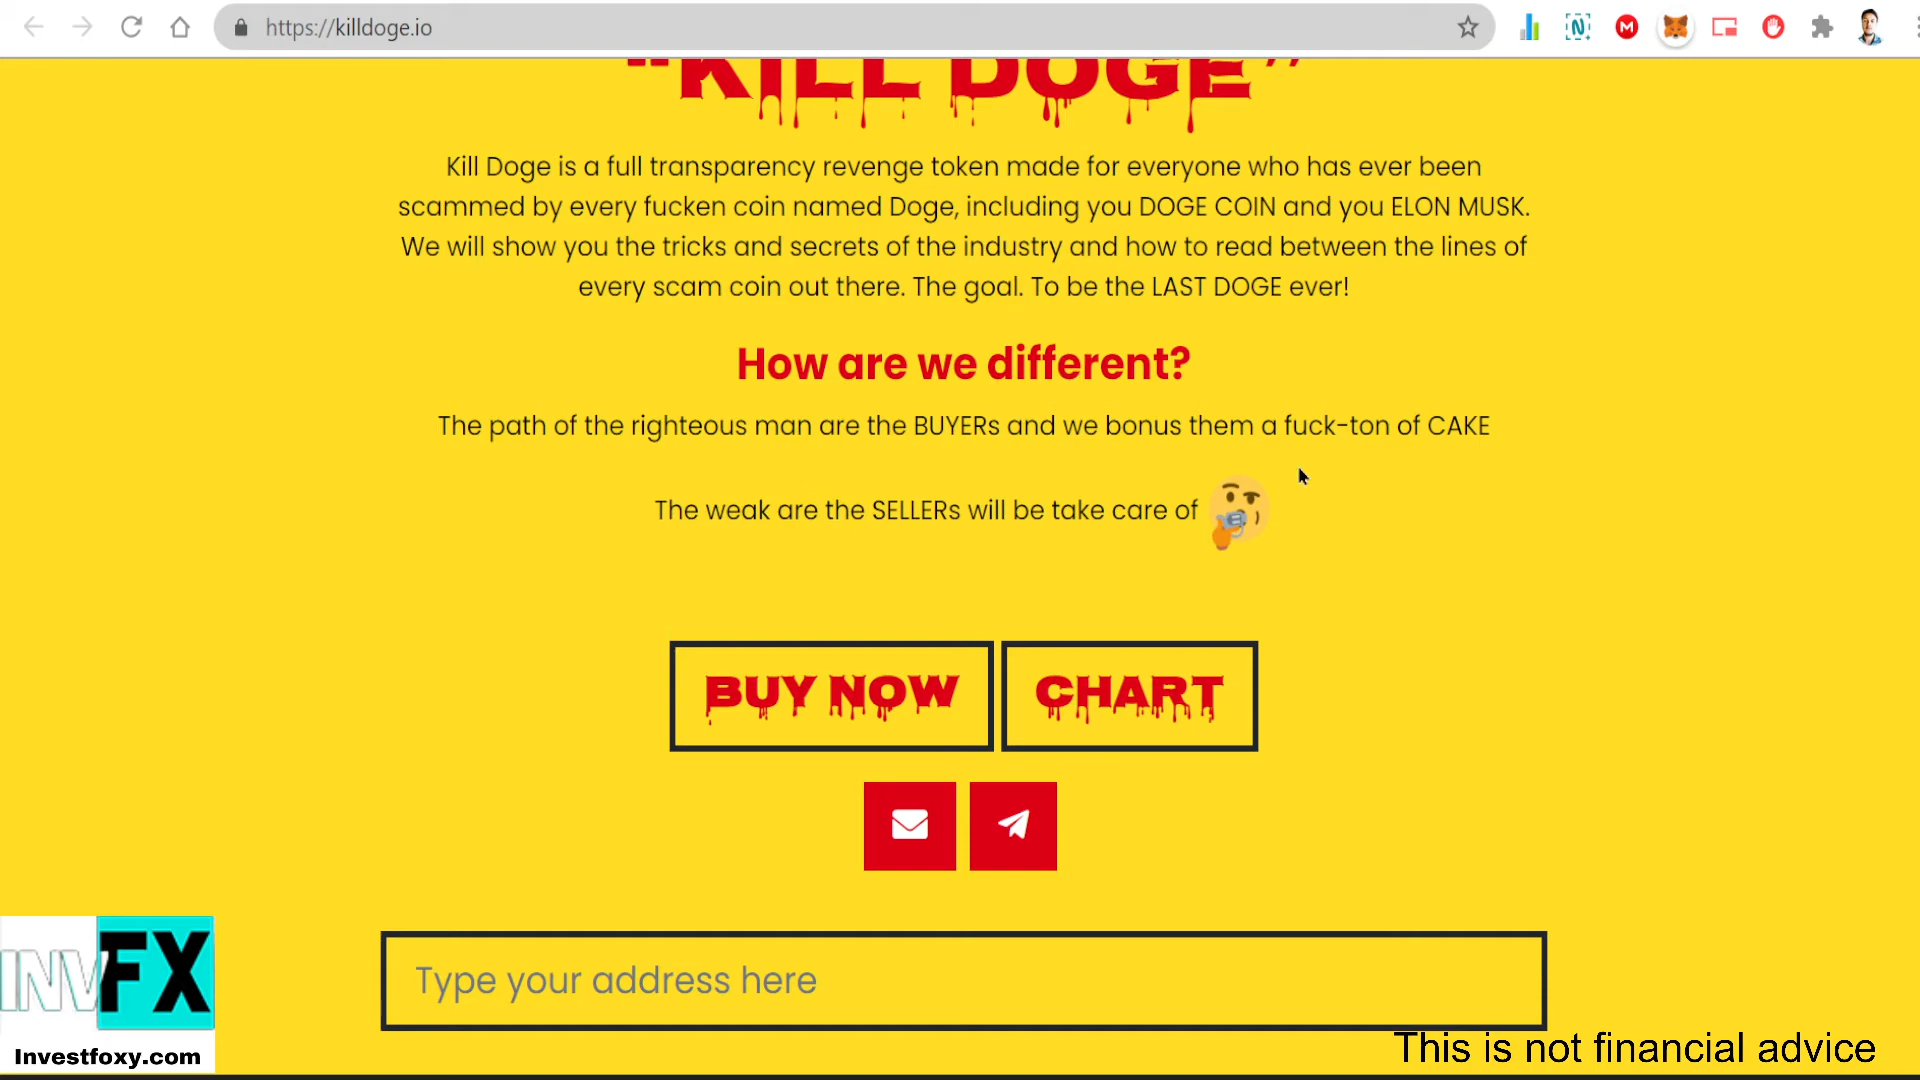 https://killdoge.io
"KILL DOGE"
Kill Doge is a full transparency revenge token made for everyone who has ever been
scammed by every fucken coin named Doge, including you DOGE COIN and you ELON MUSK.
We will show you the tricks and secrets of the industry and how to read between the lines of
every scam coin out there. The goal. To be the LAST DOGE ever!
How are we different?
The path of the righteous man are the BUYERs and we bonus them a fuck-ton of CAKE
The weak are the SELLERs will be take care of
BUY NOW
CHART
Type your address here
INVFX
Investfoxy.com
This is not financial advice